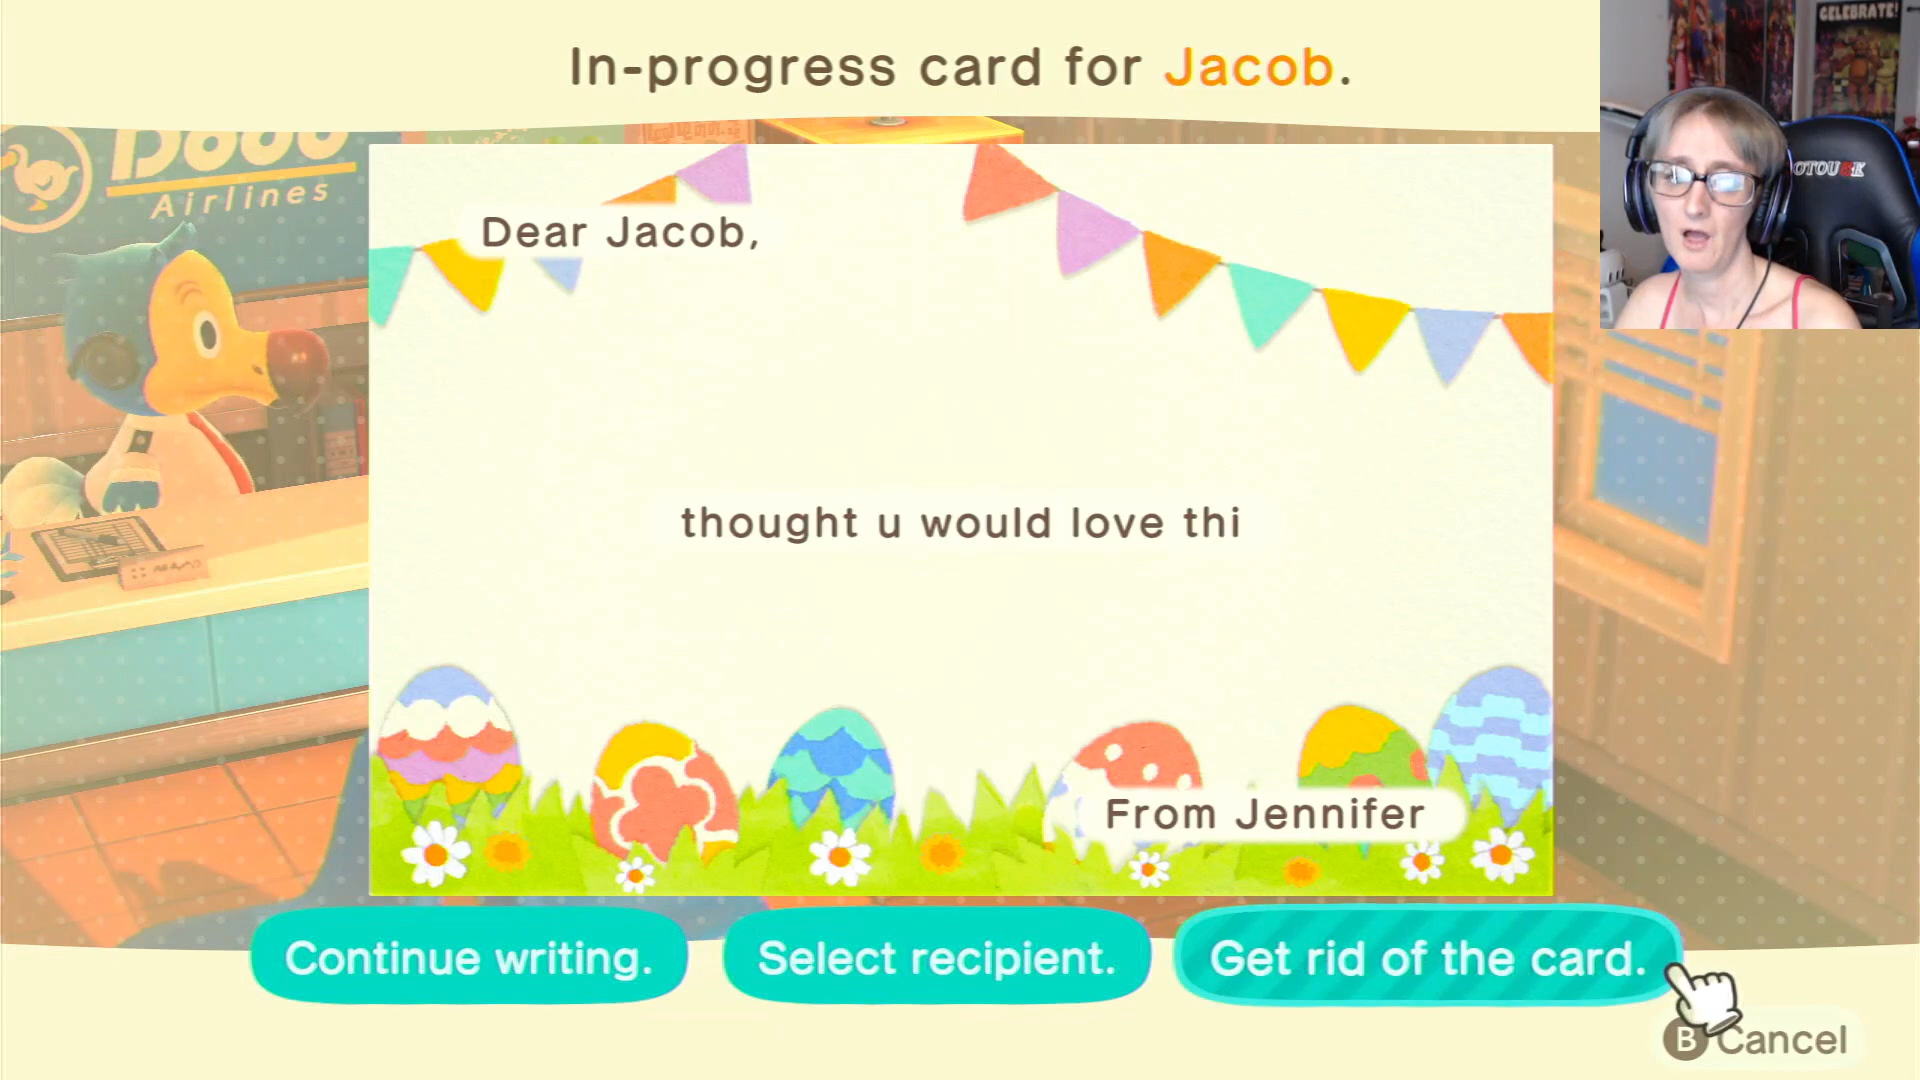 In-progress card for Jacob.
CELEBRATE!
Airlines
Dear Jacob,
thought u would love thi
From Jennifer
Continue writing.
Select recipient.
Get rid of the card.
B Cancel